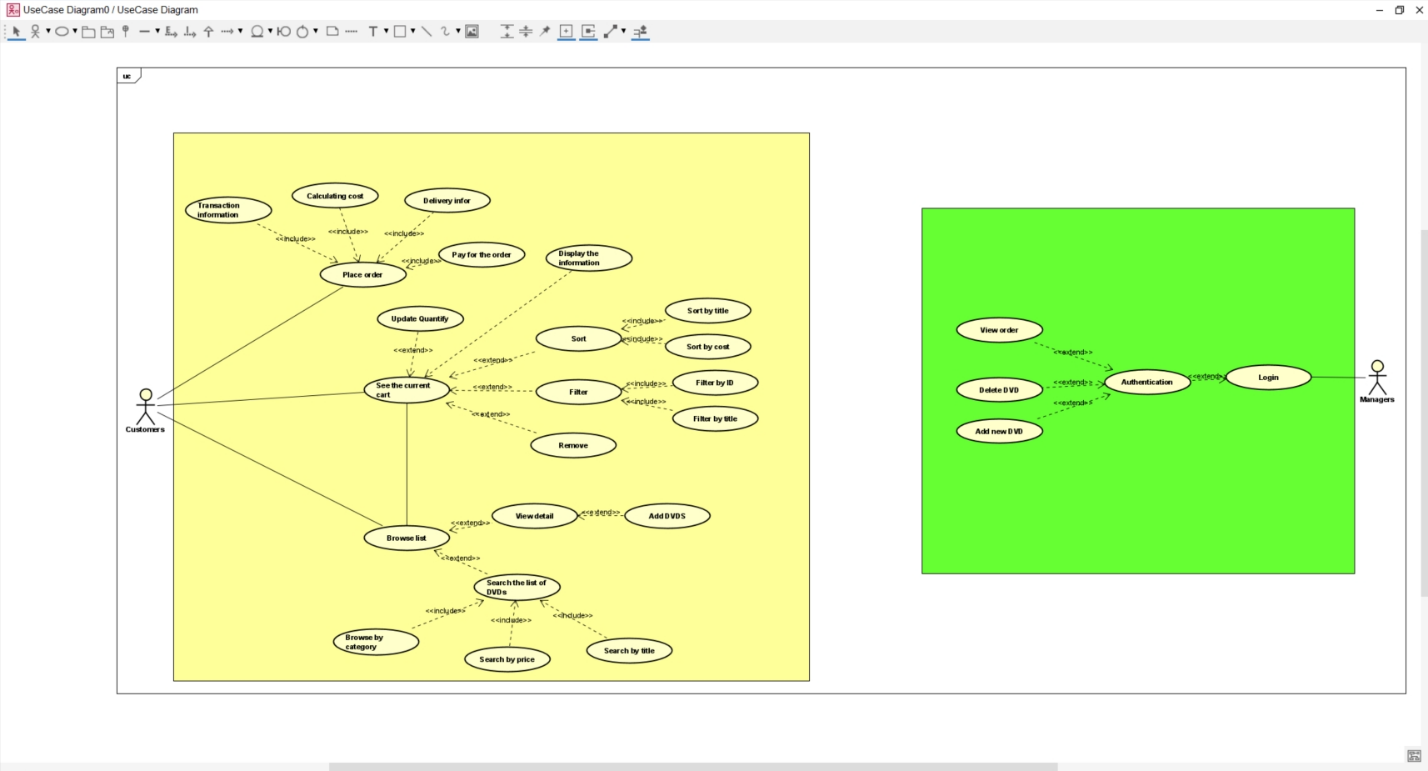 UseCase Diagram0 / UseCase Diagram
uc
Transaction
information
Calculating cost
Delivery infor
<<include>>
<<include>>
<<include>>
<<include>>
Pay for the order
Place order
Display the
information
Update Quantify
<<extend>>
See the current
cart
Sort
<<extend>>
<<include>>
Sort by title
<<include>>
Sort by cost
Filter
<<extend>>
<<include>>
Filter by ID
<<include>>
Filter by title
<<extend>>
Remove
Customers
Browse list
<<extend>>
View detail
<<extend>>
Add DVDS
<<extend>>
Search the list of
DVDs
<<include>>
<<include>>
<<include>>
Browse by
category
Search by price
Search by title
View order
<<extend>>
Delete DVD
<<extend>>
Add new DVD
<<extend>>
Authentication
<<extend>>
Login
Managers